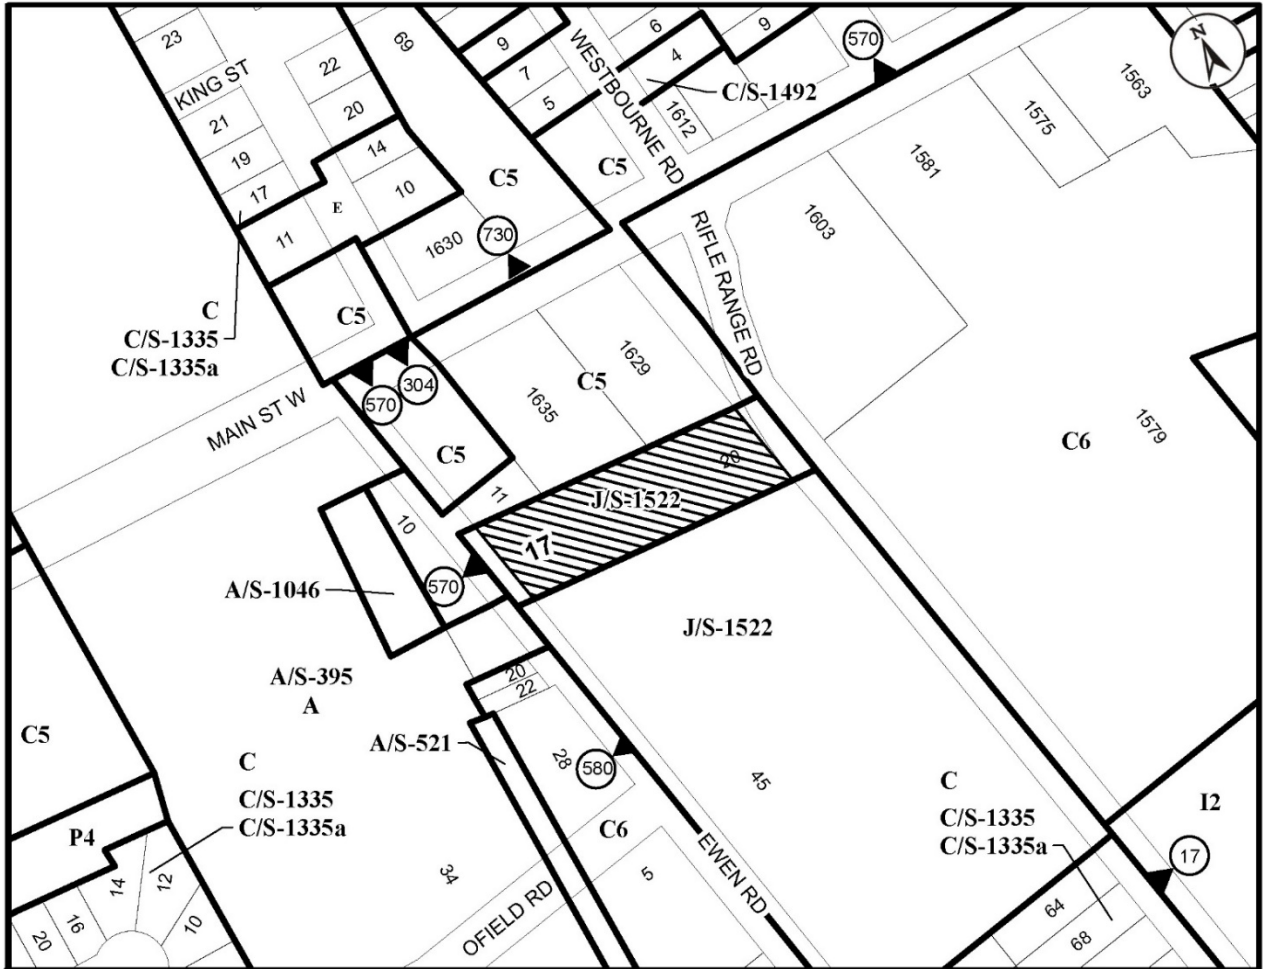 23
KING ST
21
19
17
11
22
20
14
10
E
69
C5
1630
730
9
7
5
WESTBOURNE RD
6
4
9
C/S-1492
1612
C5
570
N
1563
1575
1581
1603
RIFLE RANGE RD
C
C/S-1335
C/S-1335a
C5
MAIN ST W
570
304
C5
1629
C5
1635
C6
1579
20
J/S-1522
17
11
10
570
A/S-1046
J/S-1522
A/S-395
A
20
22
C5
A/S-521
28
580
C
C/S-1335
C/S-1335a
P4
14
12
16
10
20
34
C6
OFIELD RD
5
EWEN RD
45
C
C/S-1335
C/S-1335a
I2
17
64
68